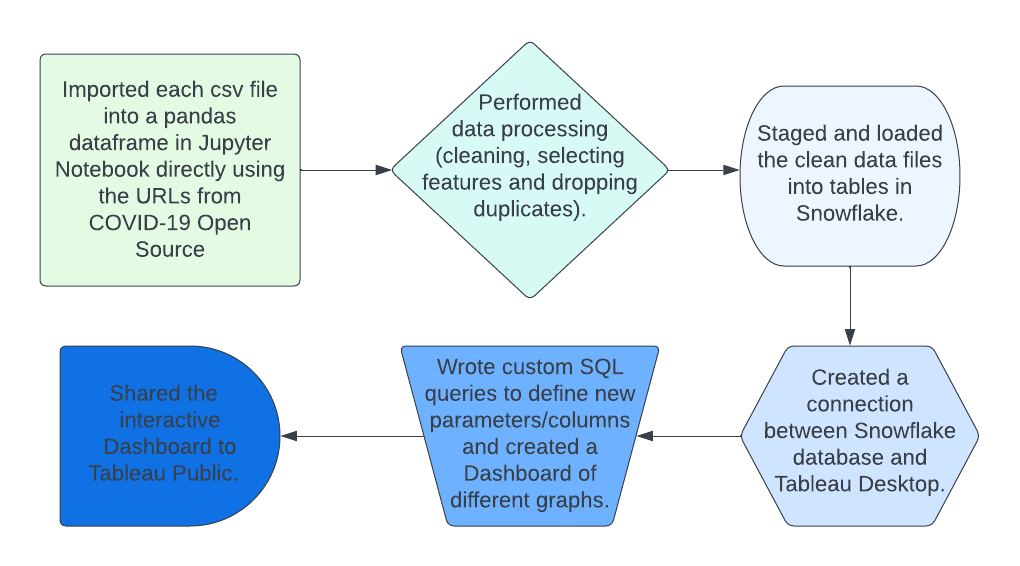 Imported each csv file
into a pandas
dataframe in Jupyter
Notebook directly using
the URLs from
COVID-19 Open
Source
Performed
data processing
(cleaning, selecting
features and dropping
duplicates).
Staged and loaded
the clean data files
into tables in
Snowflake.
Created a
connection
between Snowflake
database and
Tableau Desktop.
Wrote custom SQL
queries to define new
parameters/columns
and created a
Dashboard of
different graphs.
Shared the
interactive
Dashboard to
Tableau Public.